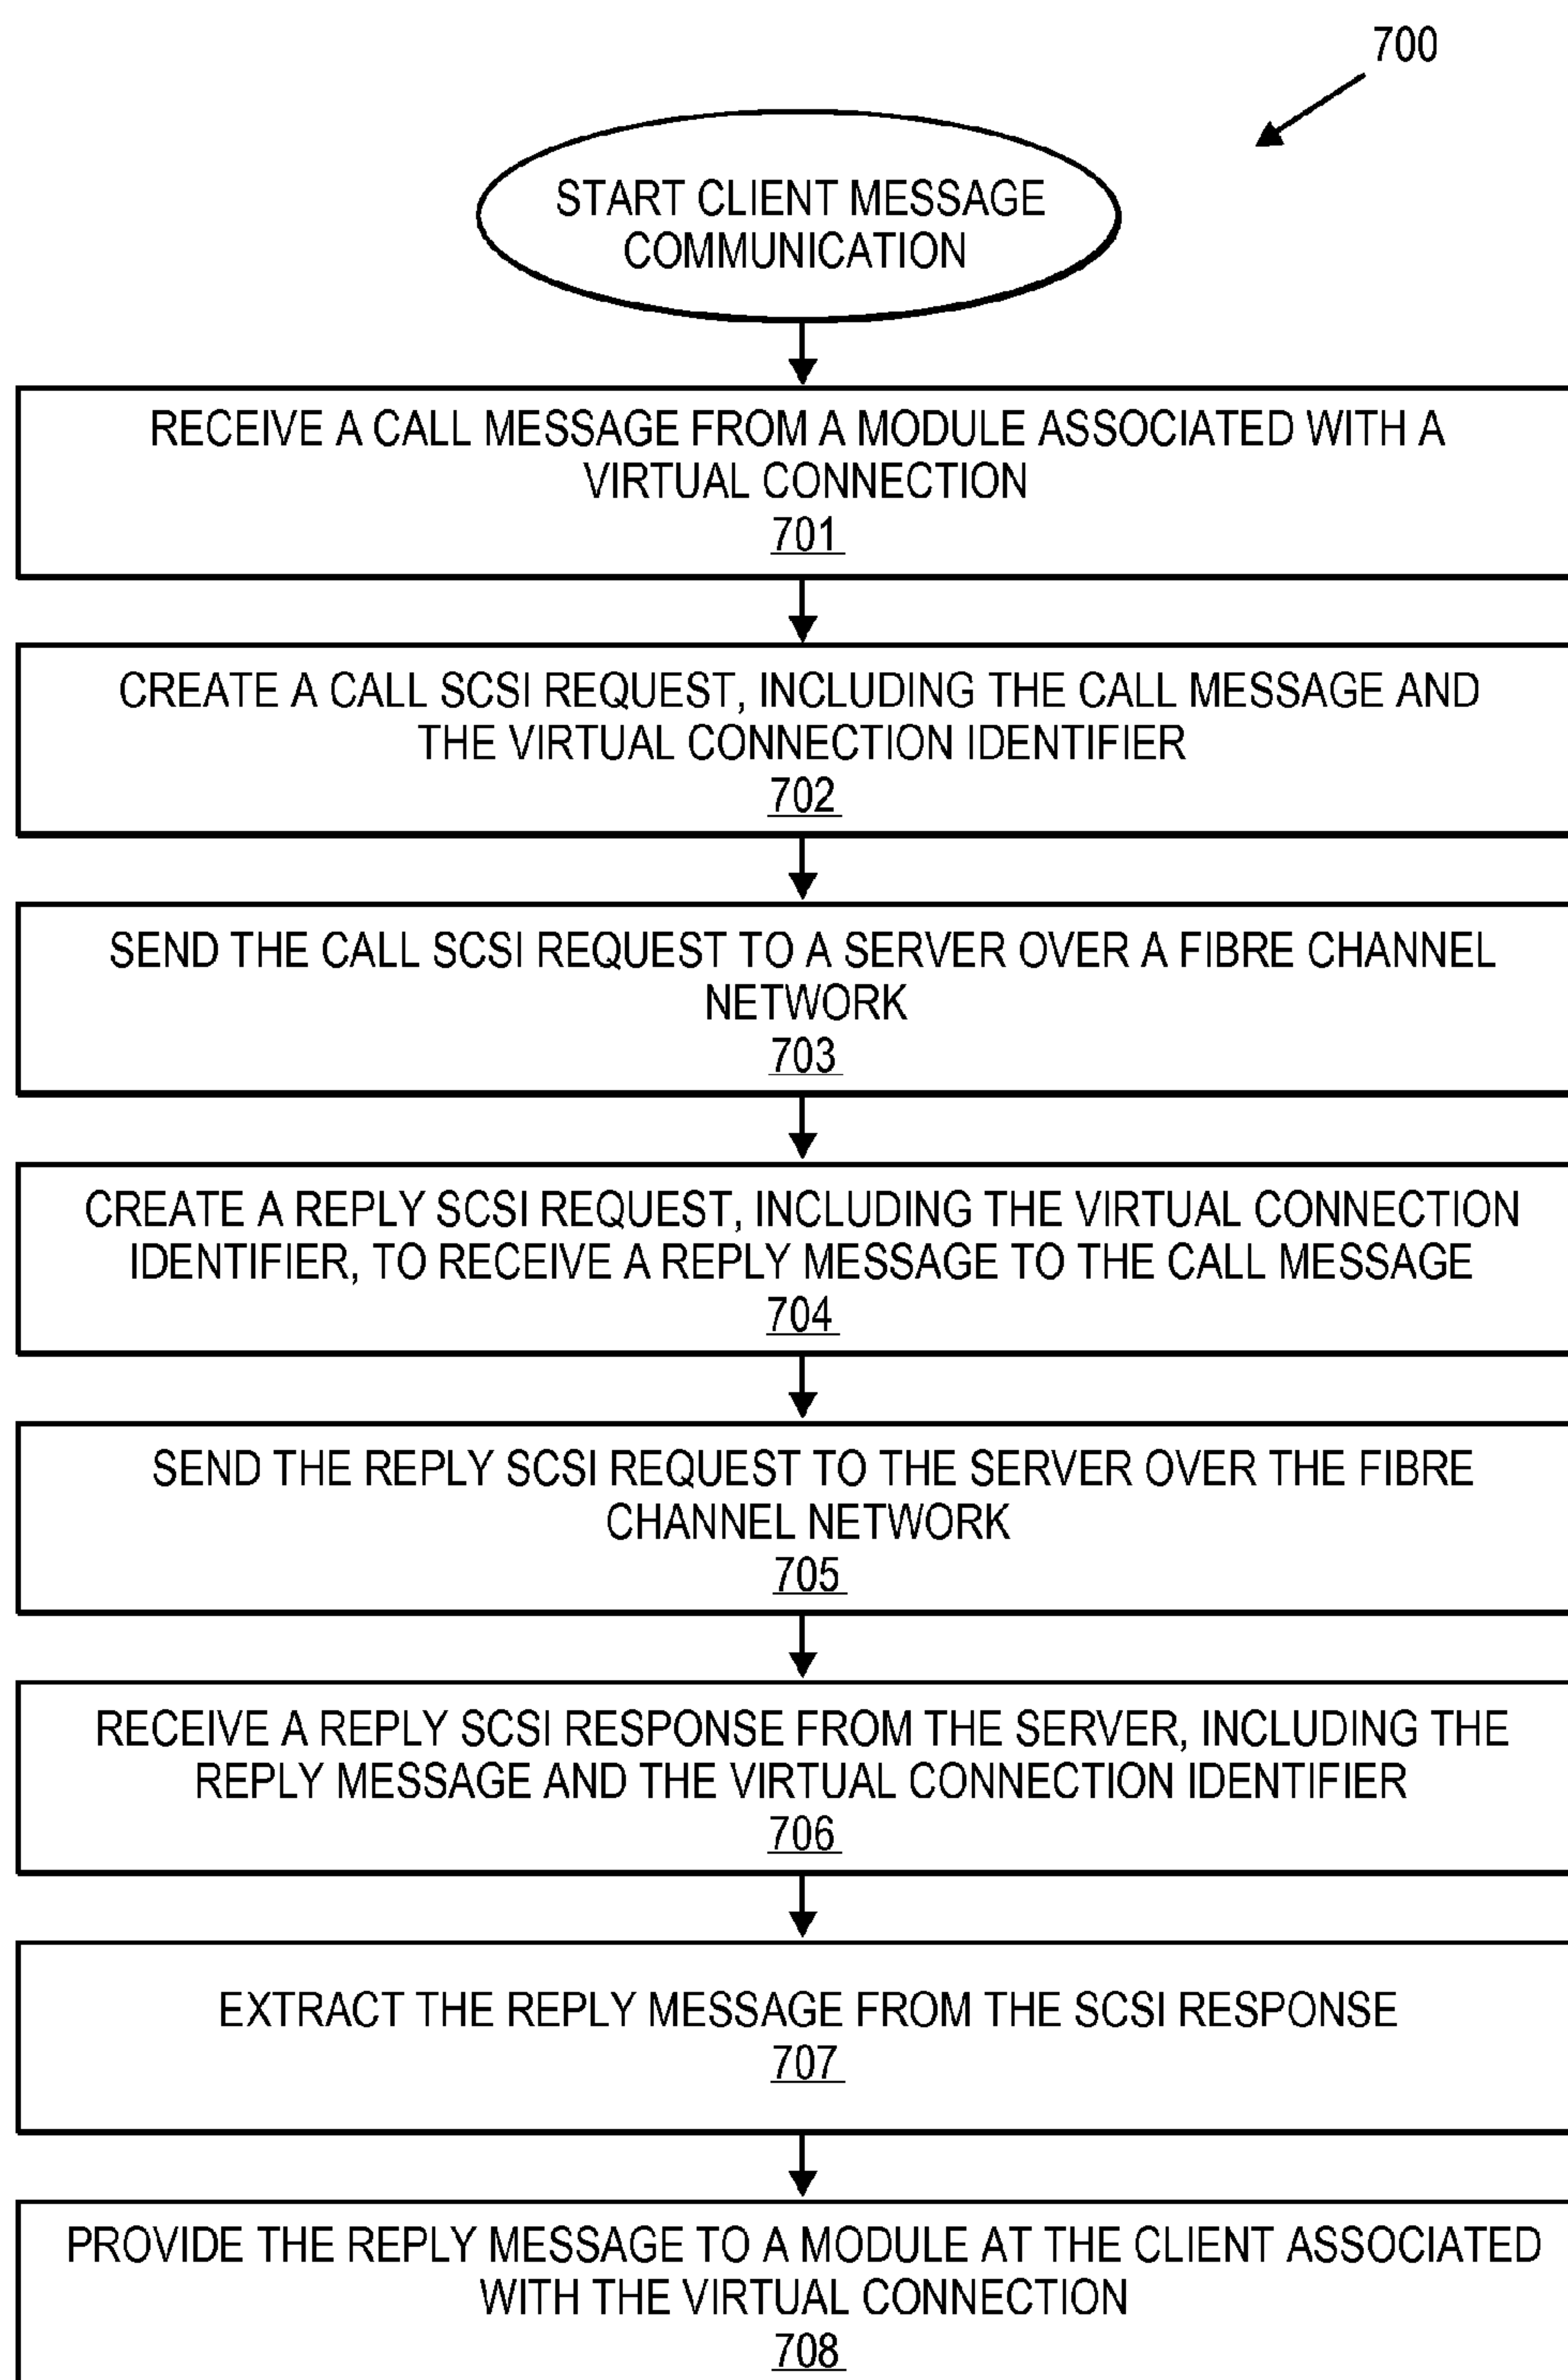 700
START CLIENT MESSAGE
COMMUNICATION
RECEIVE A CALL MESSAGE FROM A MODULE ASSOCIATED WITH A
VIRTUAL CONNECTION
701
CREATE A CALL SCSI REQUEST, INCLUDING THE CALL MESSAGE AND
THE VIRTUAL CONNECTION IDENTIFIER
702
SEND THE CALL SCSI REQUEST TO A SERVER OVER A FIBRE CHANNEL
NETWORK
703
CREATE A REPLY SCSI REQUEST, INCLUDING THE VIRTUAL CONNECTION
IDENTIFIER, TO RECEIVE A REPLY MESSAGE TO THE CALL MESSAGE
704
SEND THE REPLY SCSI REQUEST TO THE SERVER OVER THE FIBRE
CHANNEL NETWORK
705
RECEIVE A REPLY SCSI RESPONSE FROM THE SERVER, INCLUDING THE
REPLY MESSAGE AND THE VIRTUAL CONNECTION IDENTIFIER
706
EXTRACT THE REPLY MESSAGE FROM THE SCSI RESPONSE
707
PROVIDE THE REPLY MESSAGE TO A MODULE AT THE CLIENT ASSOCIATED
WITH THE VIRTUAL CONNECTION
708